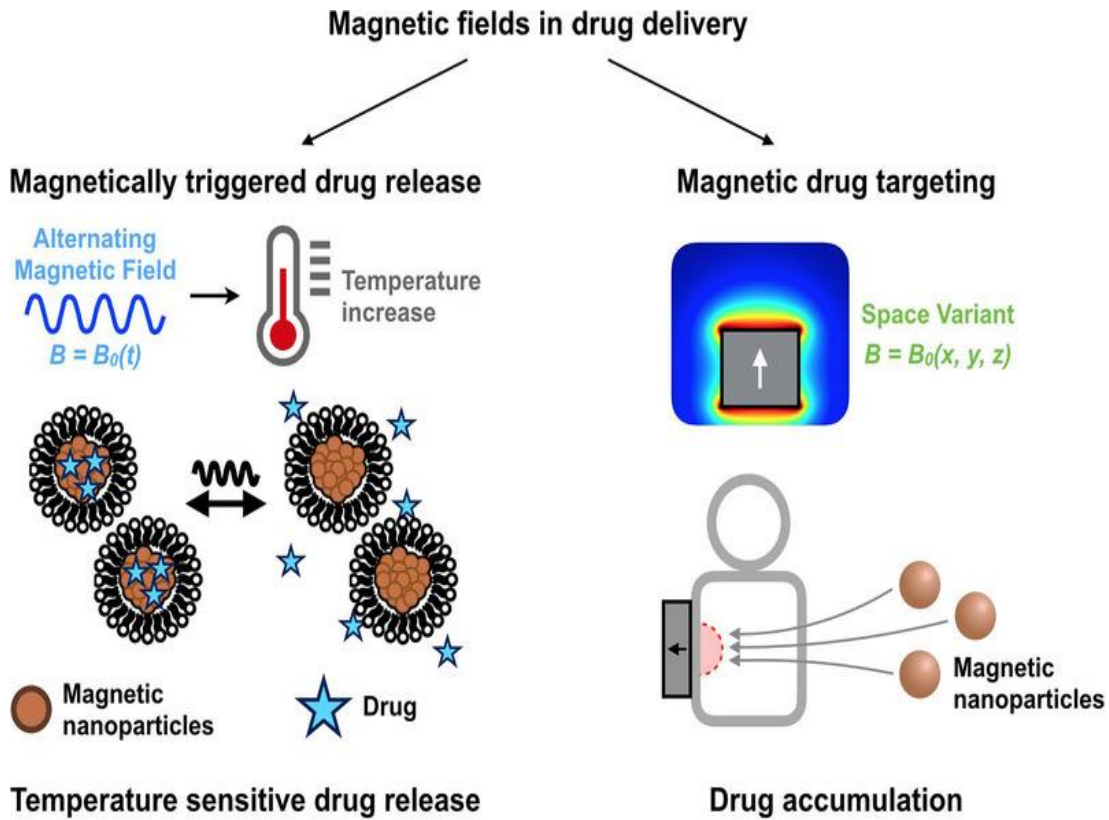 Magnetic fields in drug delivery
Magnetically triggered drug release
Alternating
Magnetic Field
B = B₀(t)
Temperature
increase
Magnetic
nanoparticles
Drug
Temperature sensitive drug release
Magnetic drug targeting
Space Variant
B = B₀(x, y, z)
Magnetic
nanoparticles
Drug accumulation